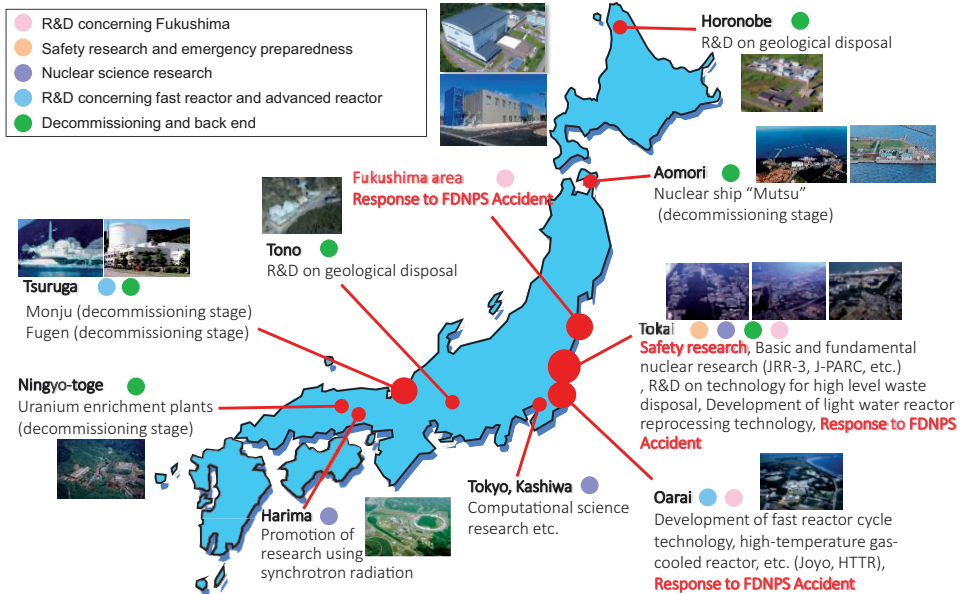 R&D concerning Fukushima
Safety research and emergency preparedness
Nuclear science research
R&D concerning fast reactor and advanced reactor
Decommissioning and back end
Horonobe
R&D on geological disposal
Aomori
Nuclear ship “Mutsu”
(decommissioning stage)
Fukushima area
Response to FDNPS Accident
Tono
R&D on geological disposal
Tsuruga
Monju (decommissioning stage)
Fugen (decommissioning stage)
Ningyo-toge
Uranium enrichment plants
(decommissioning stage)
Harima
Promotion of
research using
synchrotron radiation
Tokyo, Kashiwa
Computational science
research etc.
Tokai
Safety research, Basic and fundamental
nuclear research (JRR-3, J-PARC, etc.)
, R&D on technology for high level waste
disposal, Development of light water reactor
reprocessing technology, Response to FDNPS
Accident
Oarai
Development of fast reactor cycle
technology, high-temperature gas-
cooled reactor, etc. (Joyo, HTTR),
Response to FDNPS Accident